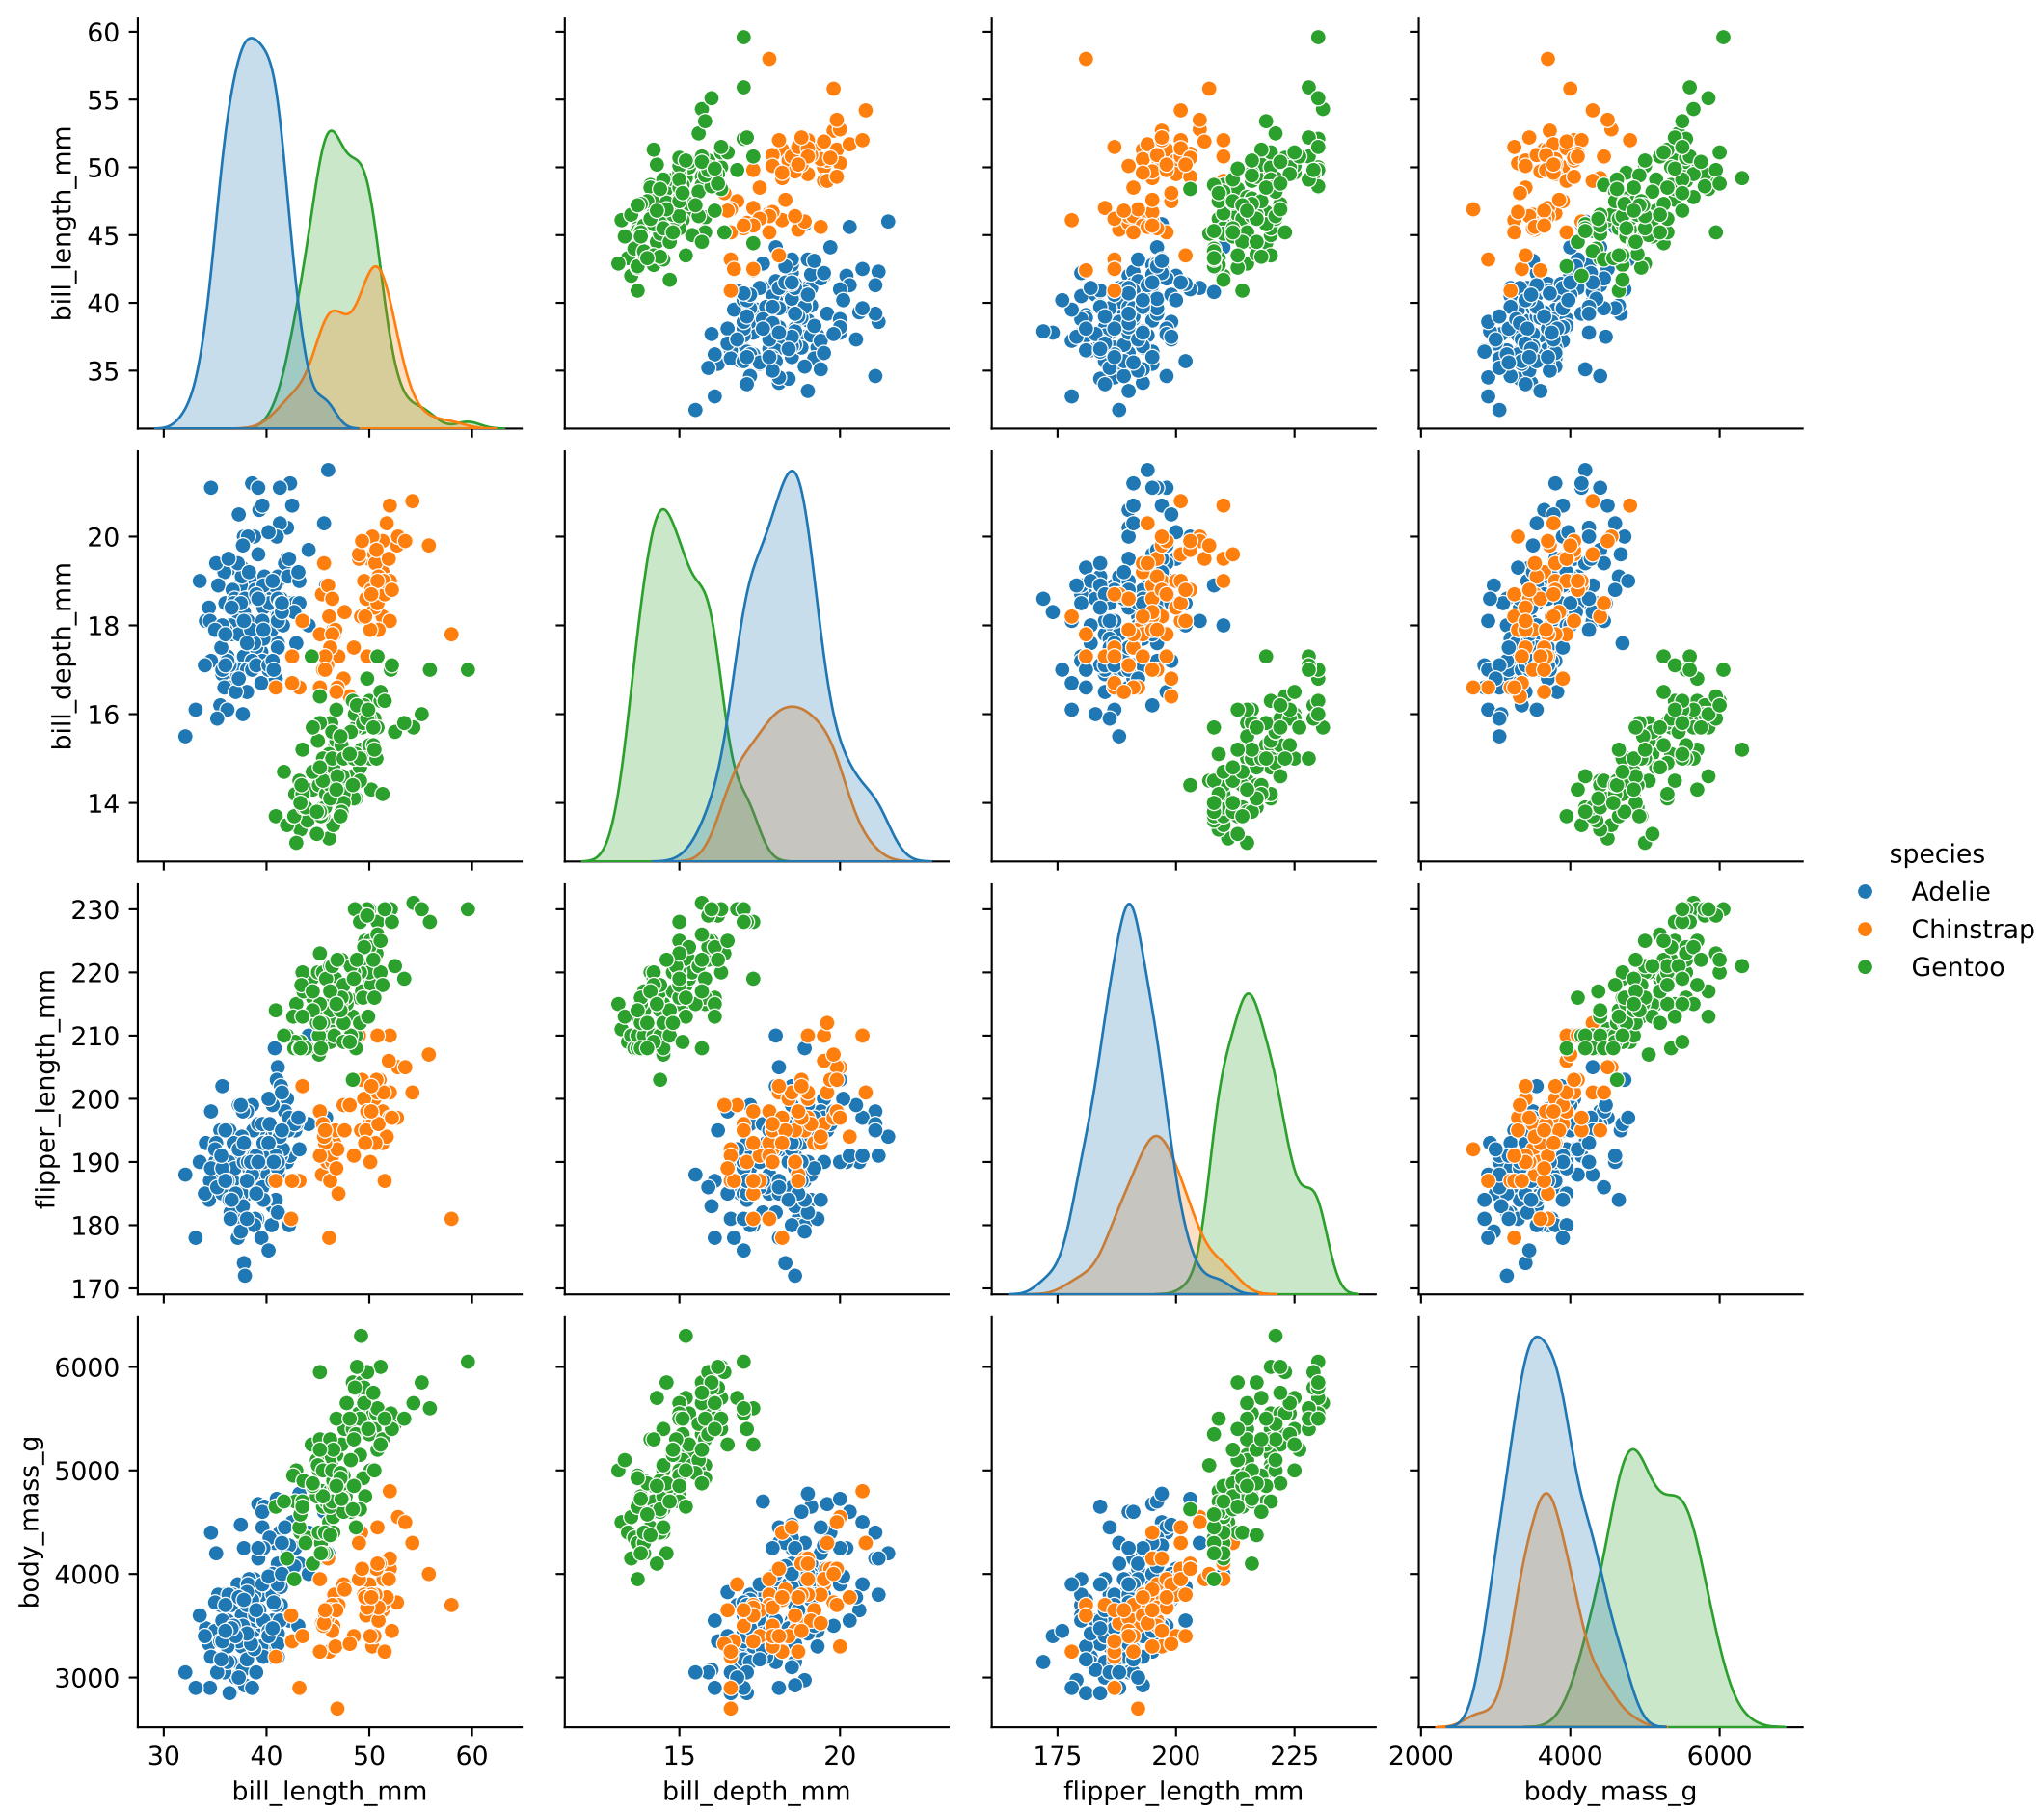 60
55
50
45
40
35
bill_length_mm
20
18
16
14
bill_depth_mm
species
Adelie
Chinstrap
Gentoo
230
220
210
200
190
180
170
flipper_length_mm
6000
5000
4000
3000
body_mass_g
30 40 50 60
15 20
175 200 225
2000 4000 6000
bill_length_mm
bill_depth_mm
flipper_length_mm
body_mass_g